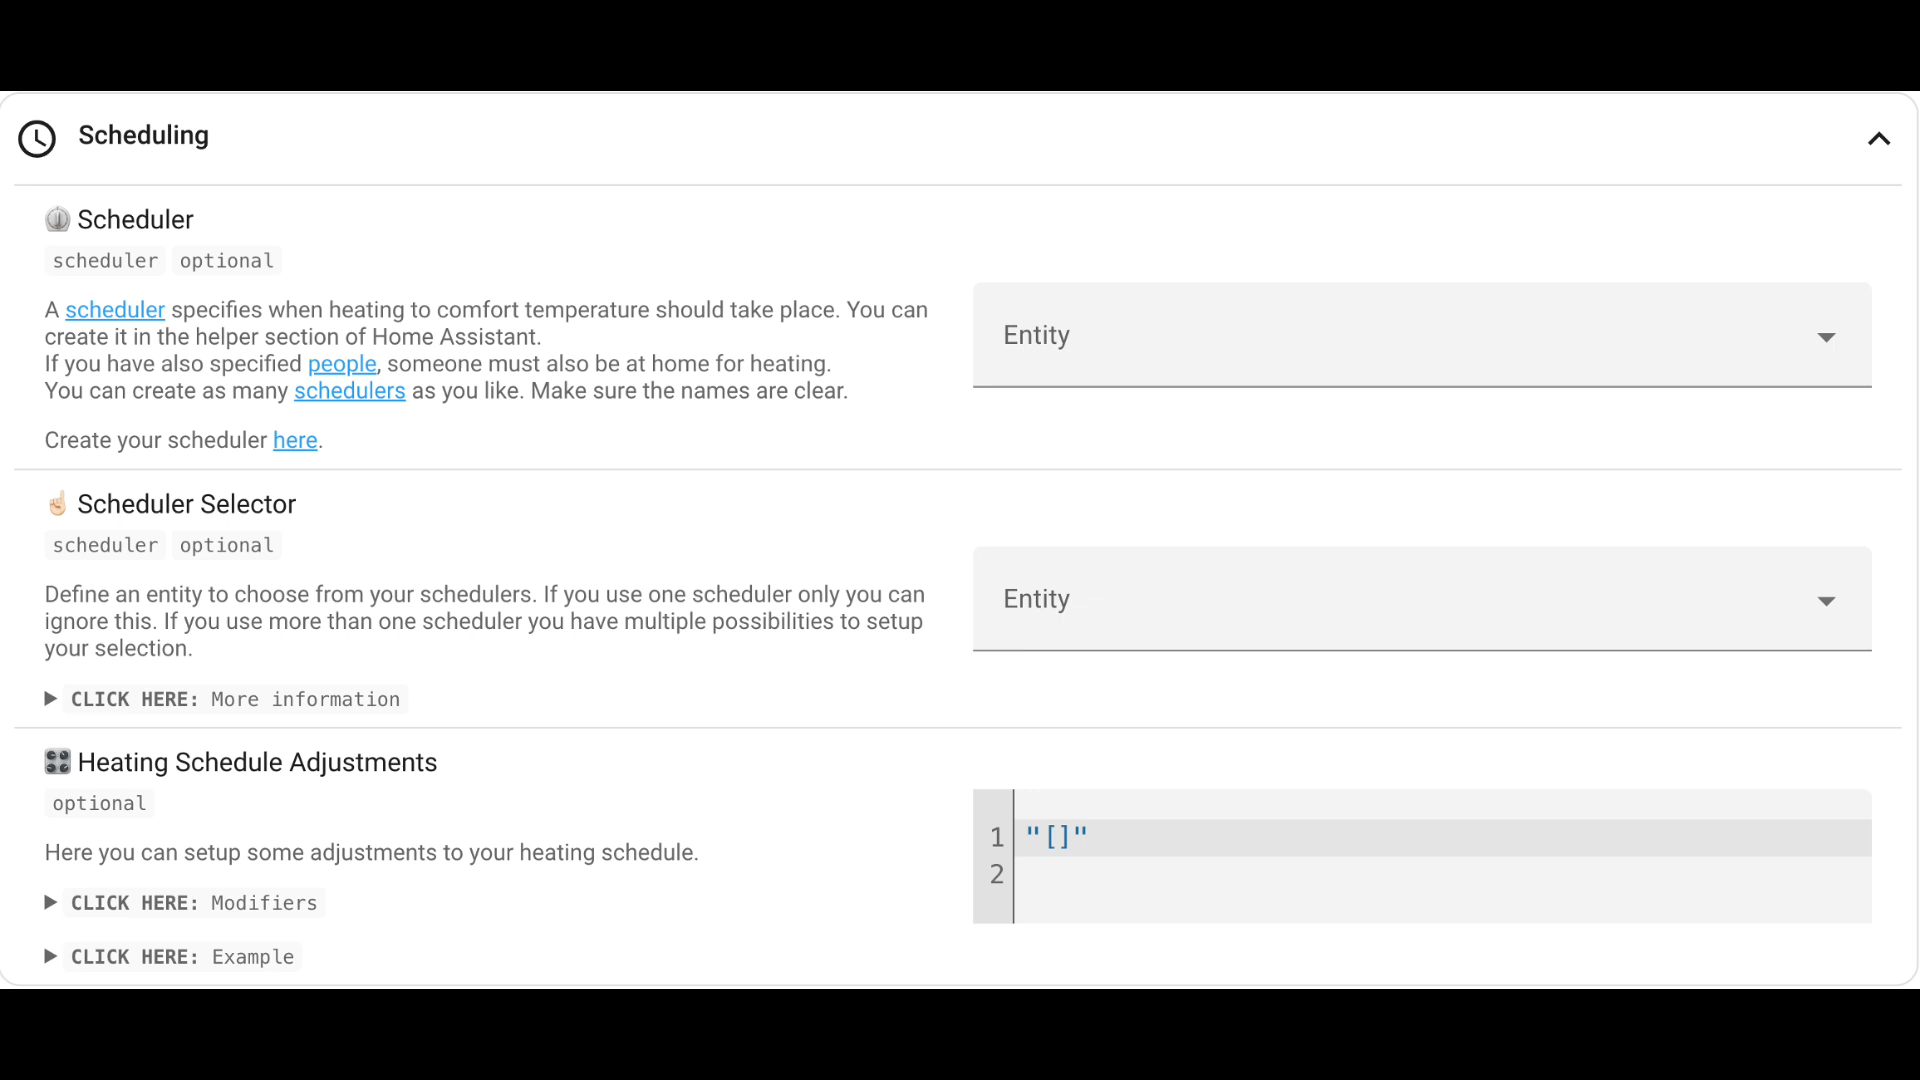 Scheduling
Scheduler
scheduler optional
A scheduler specifies when heating to comfort temperature should take place. You can
create it in the helper section of Home Assistant.
If you have also specified people, someone must also be at home for heating.
You can create as many schedulers as you like. Make sure the names are clear.
Create your scheduler here.
Entity
Scheduler Selector
scheduler optional
Define an entity to choose from your schedulers. If you use one scheduler only you can
ignore this. If you use more than one scheduler you have multiple possibilities to setup
your selection.
CLICK HERE: More information
Entity
Heating Schedule Adjustments
optional
Here you can setup some adjustments to your heating schedule.
CLICK HERE: Modifiers
CLICK HERE: Example
1 "[]"
2